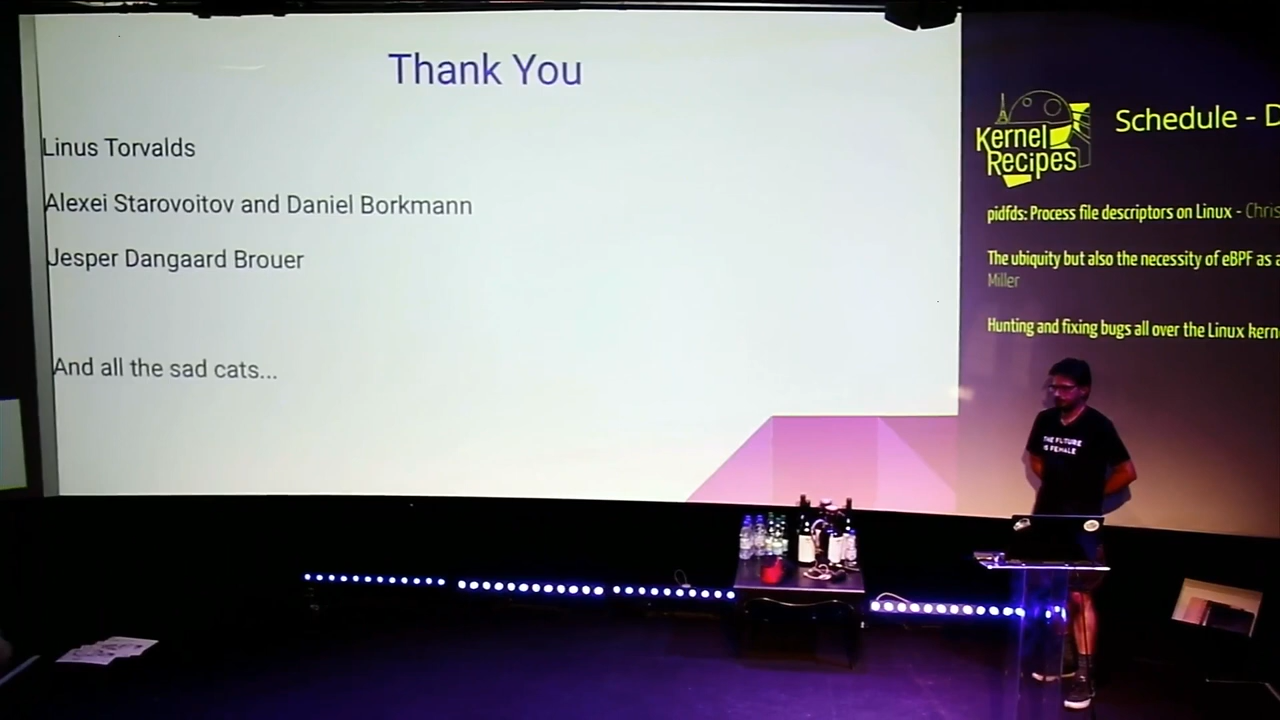 Thank You
Linus Torvalds
Alexei Starovoitov and Daniel Borkmann
Jesper Dangaard Brouer
And all the sad cats...
Kernel
Recipes
Schedule - D
pidfds: Process file descriptors on Linux - Chris
The ubiquity but also the necessity of eBPF as a
Miller
Hunting and fixing bugs all over the Linux kern
THE FUTURE
IS FEMALE